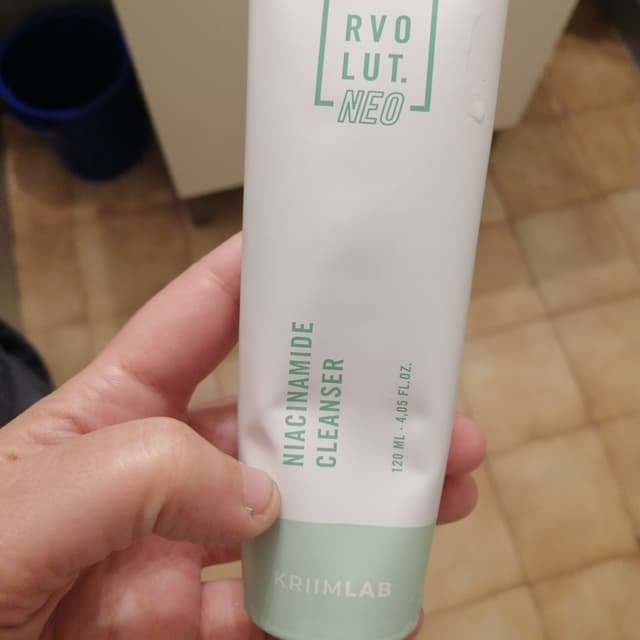 RVO
LUT.
NEO
NIACINAMIDE
CLEANSER
120 ML · 4,05 FL.OZ.
KRIIMLAB